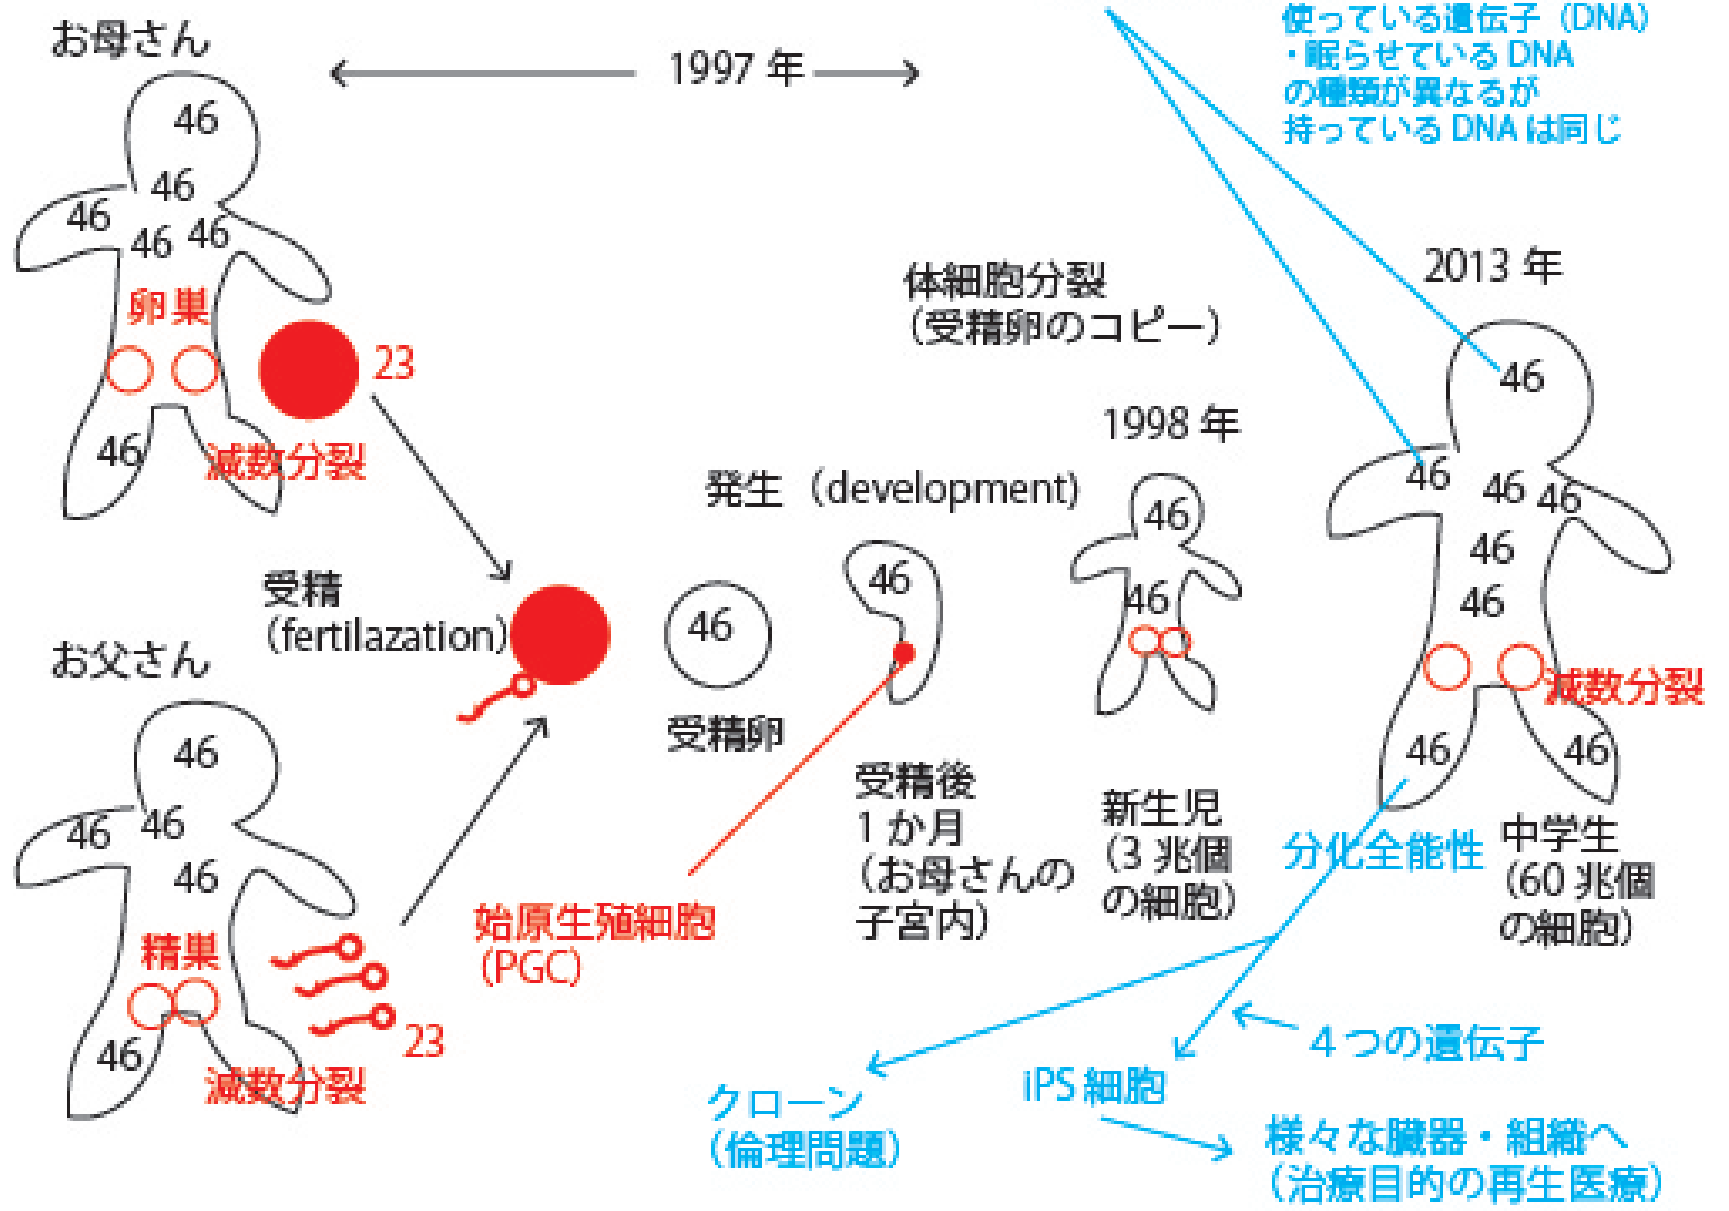 お母さん
1997 年
使っている遺伝子（DNA）
・眠らせている DNA
の種類が異なるが
持っている DNA は同じ
46
46
46
46
46
卵巣
23
46
減数分裂
体細胞分裂
（受精卵のコピー）
2013 年
1998 年
46
46
46
46
46
46
減数分裂
46
46
発生（development)
46
46
46
46
受精
（fertilazation）
受精卵
お父さん
46
46
46
46
精巣
23
46
減数分裂
始原生殖細胞
（PGC）
受精後
1 か月
（お母さんの
子宮内）
新生児
（3 兆個
の細胞）
分化全能性
中学生
（60 兆個
の細胞）
４つの遺伝子
クローン
（倫理問題）
iPS 細胞
様々な臓器・組織へ
（治療目的の再生医療）